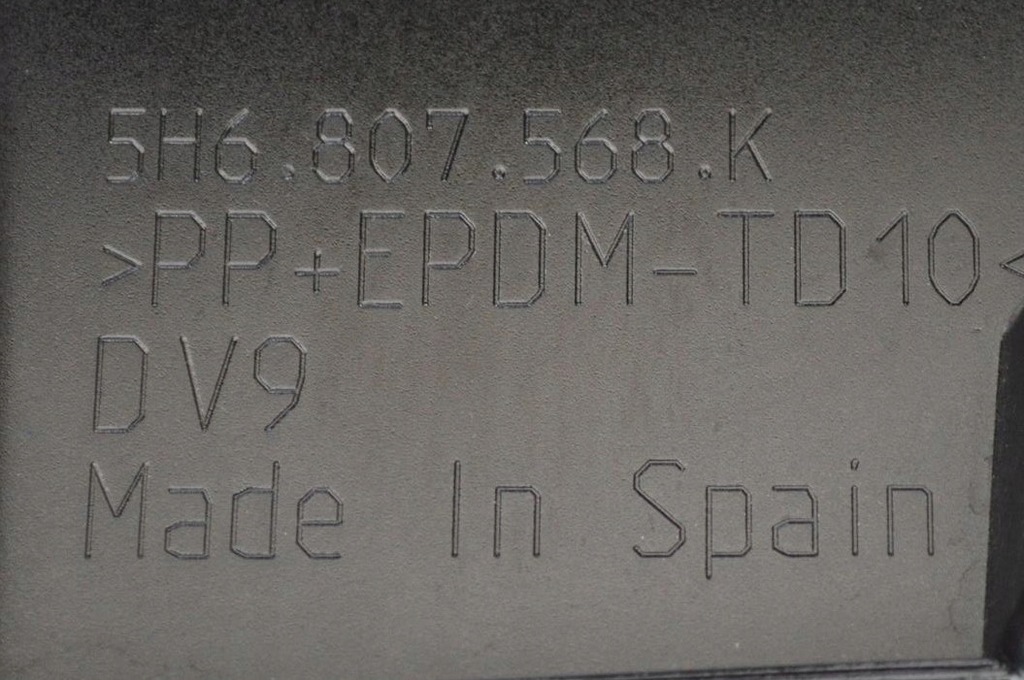 5H6.807.568.K
>PP+EPDM-TD10<
DV9
Made In Spain